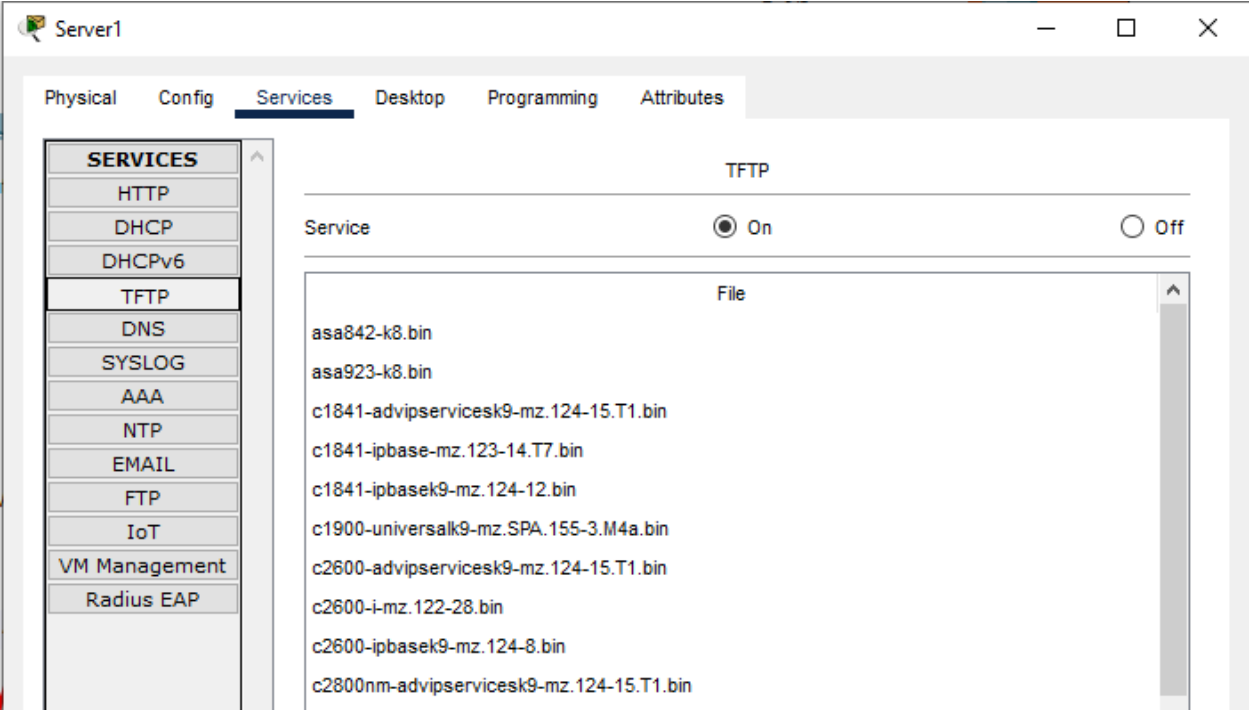 Server1
Physical Config Services Desktop Programming Attributes
SERVICES
HTTP
DHCP
DHCPv6
TFTP
DNS
SYSLOG
AAA
NTP
EMAIL
FTP
IoT
VM Management
Radius EAP
TFTP
Service On Off
File
asa842-k8.bin
asa923-k8.bin
c1841-advipservicesk9-mz.124-15.T1.bin
c1841-ipbase-mz.123-14.T7.bin
c1841-ipbasek9-mz.124-12.bin
c1900-universalk9-mz.SPA.155-3.M4a.bin
c2600-advipservicesk9-mz.124-15.T1.bin
c2600-i-mz.122-28.bin
c2600-ipbasek9-mz.124-8.bin
c2800nm-advipservicesk9-mz.124-15.T1.bin